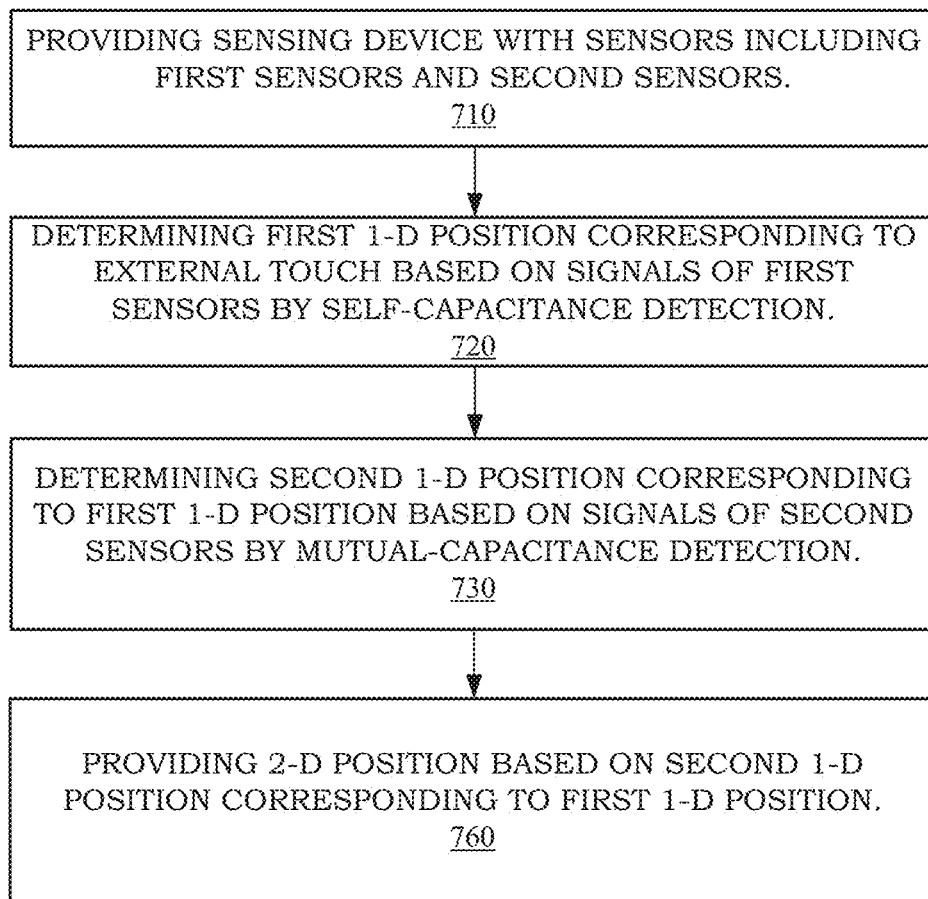 PROVIDING SENSING DEVICE WITH SENSORS INCLUDING
FIRST SENSORS AND SECOND SENSORS.
710
DETERMINING FIRST 1-D POSITION CORRESPONDING TO
EXTERNAL TOUCH BASED ON SIGNALS OF FIRST
SENSORS BY SELF-CAPACITANCE DETECTION.
720
DETERMINING SECOND 1-D POSITION CORRESPONDING
TO FIRST 1-D POSITION BASED ON SIGNALS OF SECOND
SENSORS BY MUTUAL-CAPACITANCE DETECTION.
730
PROVIDING 2-D POSITION BASED ON SECOND 1-D
POSITION CORRESPONDING TO FIRST 1-D POSITION.
760